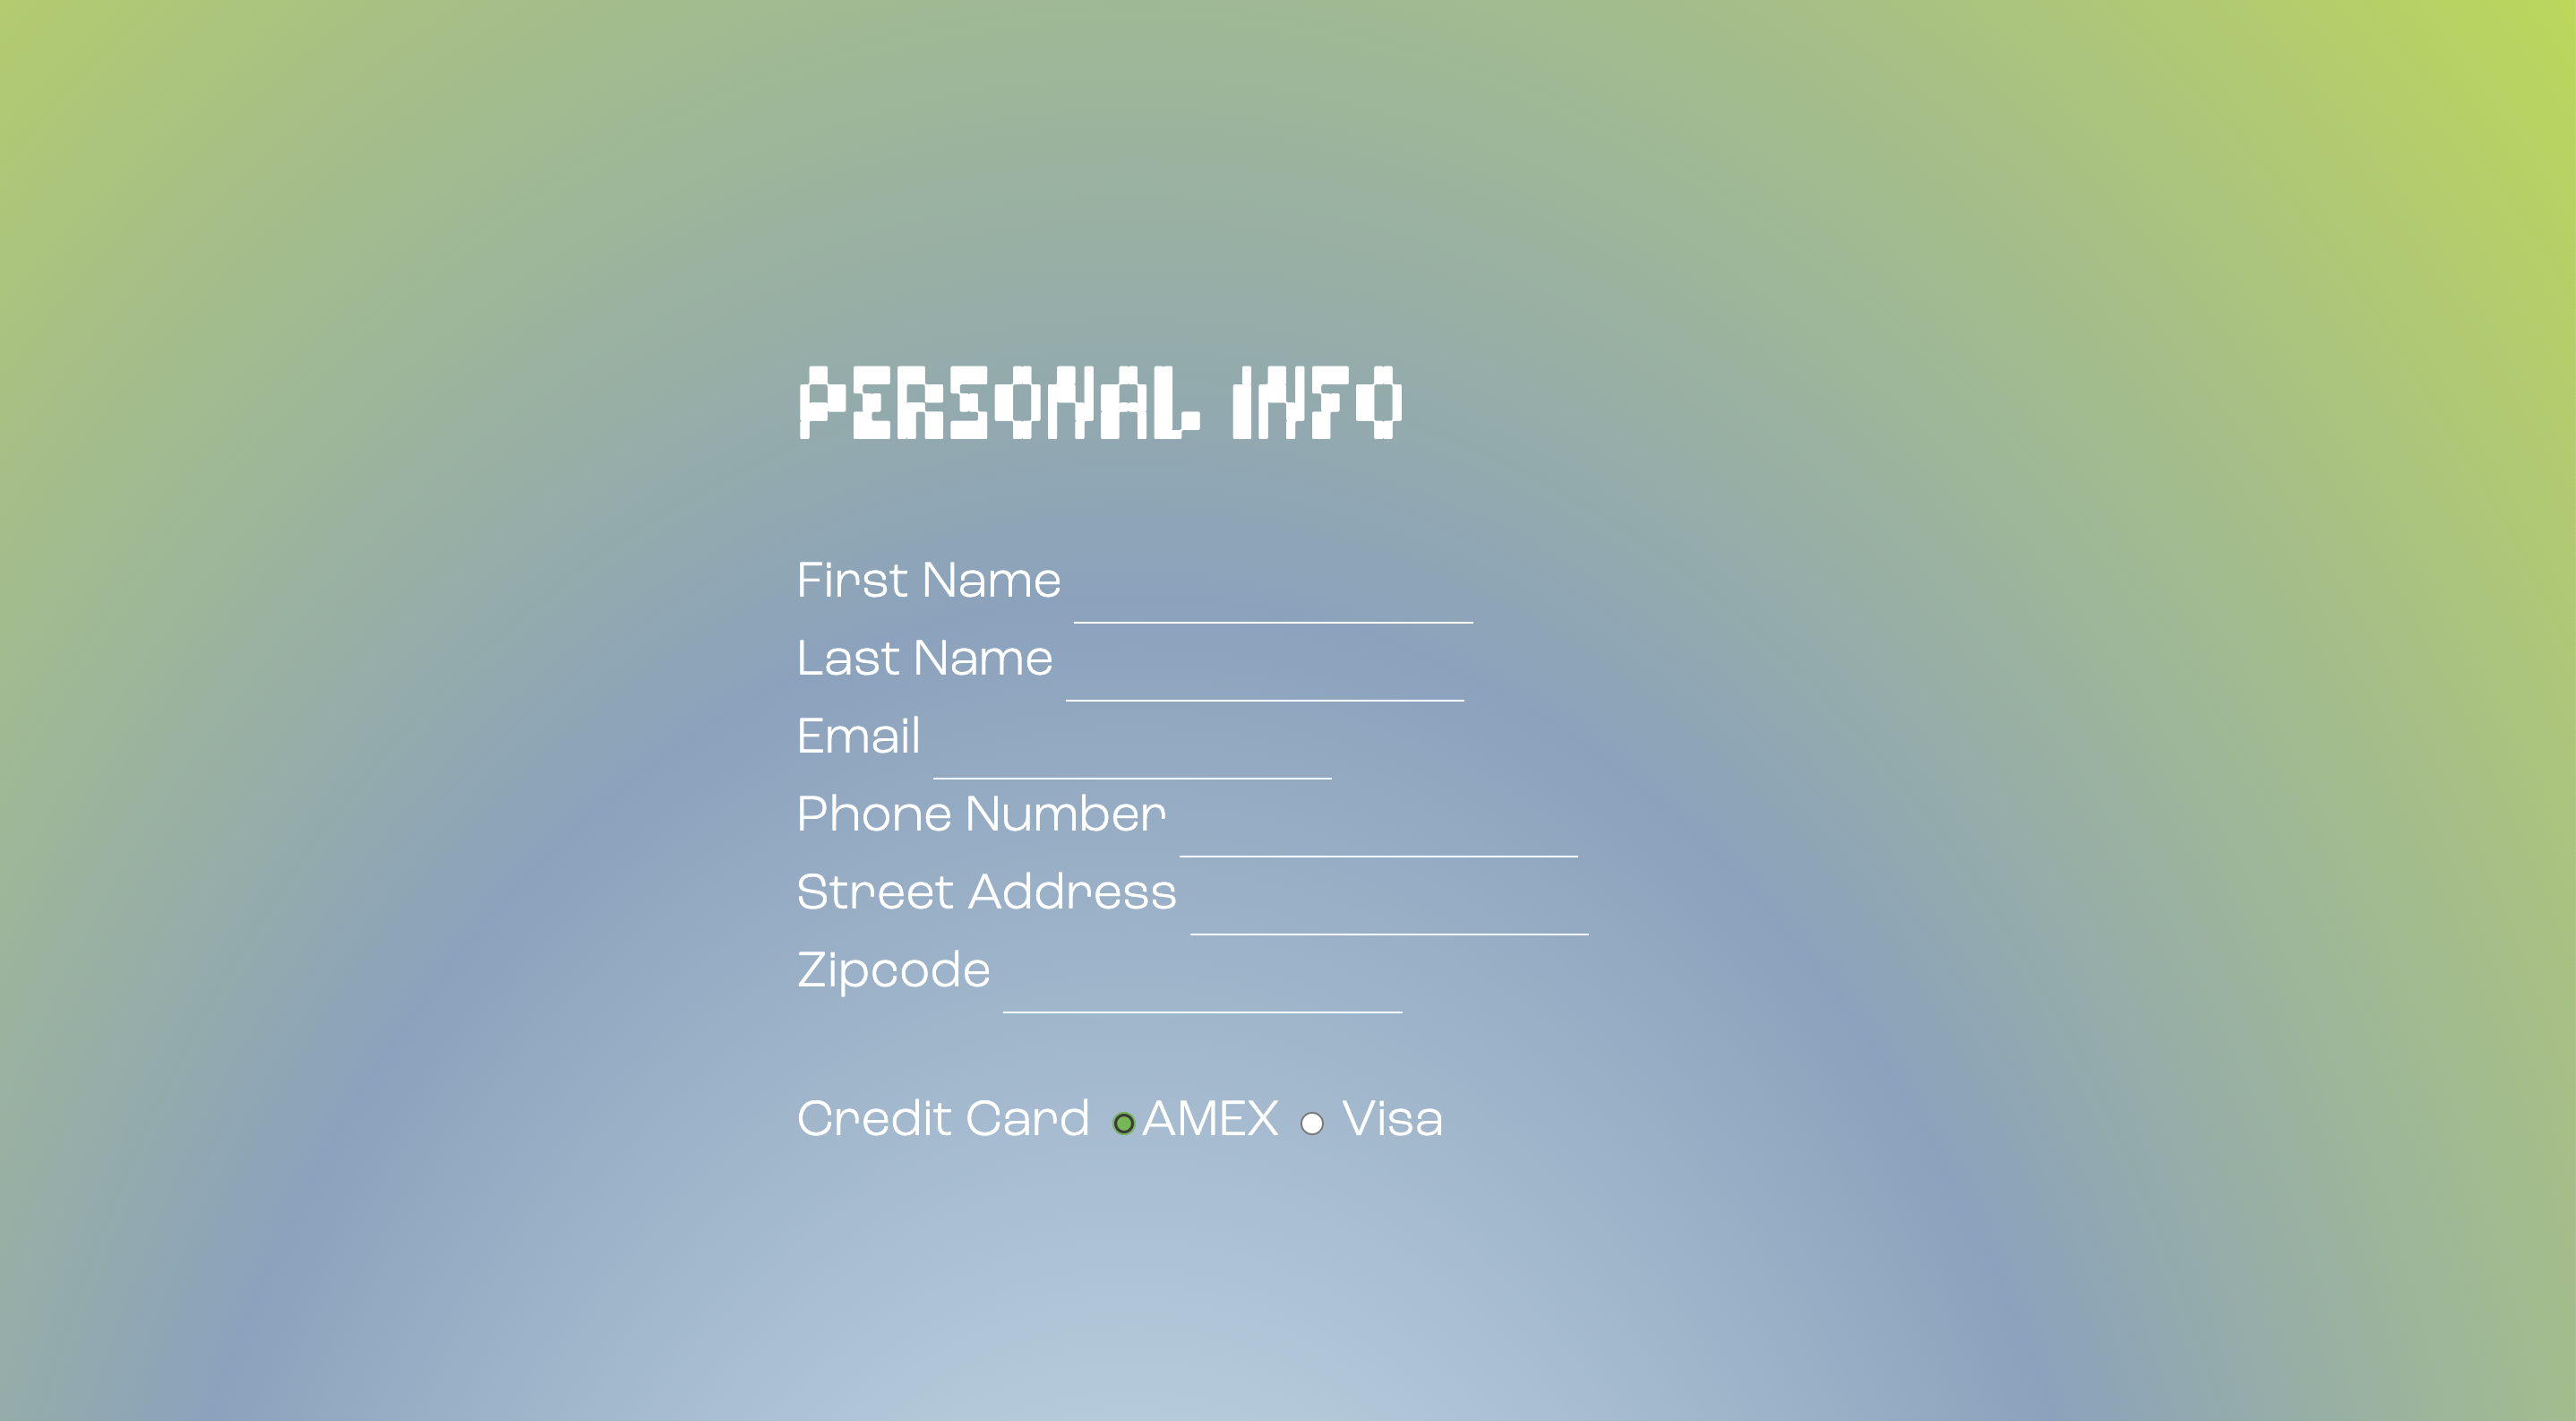 PERSONAL INFO
First Name
Last Name
Email
Phone Number
Street Address
Zipcode
Credit Card AMEX Visa